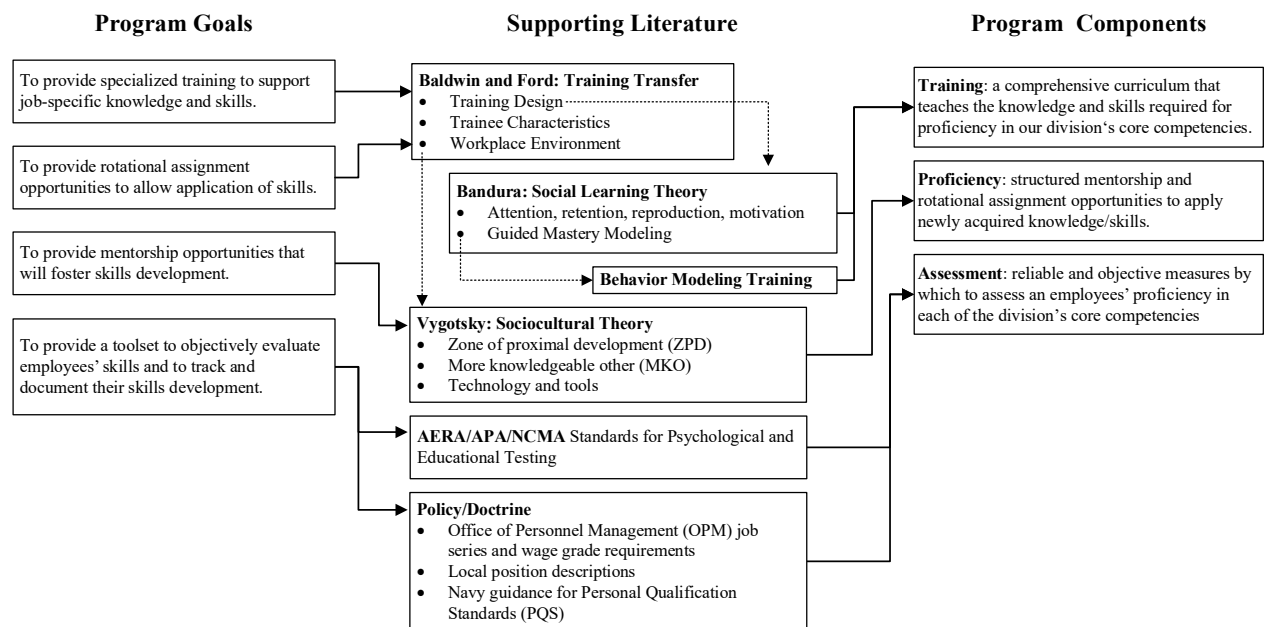 Program Goals
Supporting Literature
Program Components
To provide specialized training to support
job-specific knowledge and skills.
To provide rotational assignment
opportunities to allow application of skills.
To provide mentorship opportunities that
will foster skills development.
To provide a toolset to objectively evaluate
employees’ skills and to track and
document their skills development.
Baldwin and Ford: Training Transfer
• Training Design
• Trainee Characteristics
• Workplace Environment
Bandura: Social Learning Theory
• Attention, retention, reproduction, motivation
• Guided Mastery Modeling
Behavior Modeling Training
Vygotsky: Sociocultural Theory
• Zone of proximal development (ZPD)
• More knowledgeable other (MKO)
• Technology and tools
AERA/APA/NCMA Standards for Psychological and
Educational Testing
Policy/Doctrine
• Office of Personnel Management (OPM) job
series and wage grade requirements
• Local position descriptions
• Navy guidance for Personal Qualification
Standards (PQS)
Training: a comprehensive curriculum that
teaches the knowledge and skills required for
proficiency in our division‘s core competencies.
Proficiency: structured mentorship and
rotational assignment opportunities to apply
newly acquired knowledge/skills.
Assessment: reliable and objective measures by
which to assess an employees’ proficiency in
each of the division’s core competencies